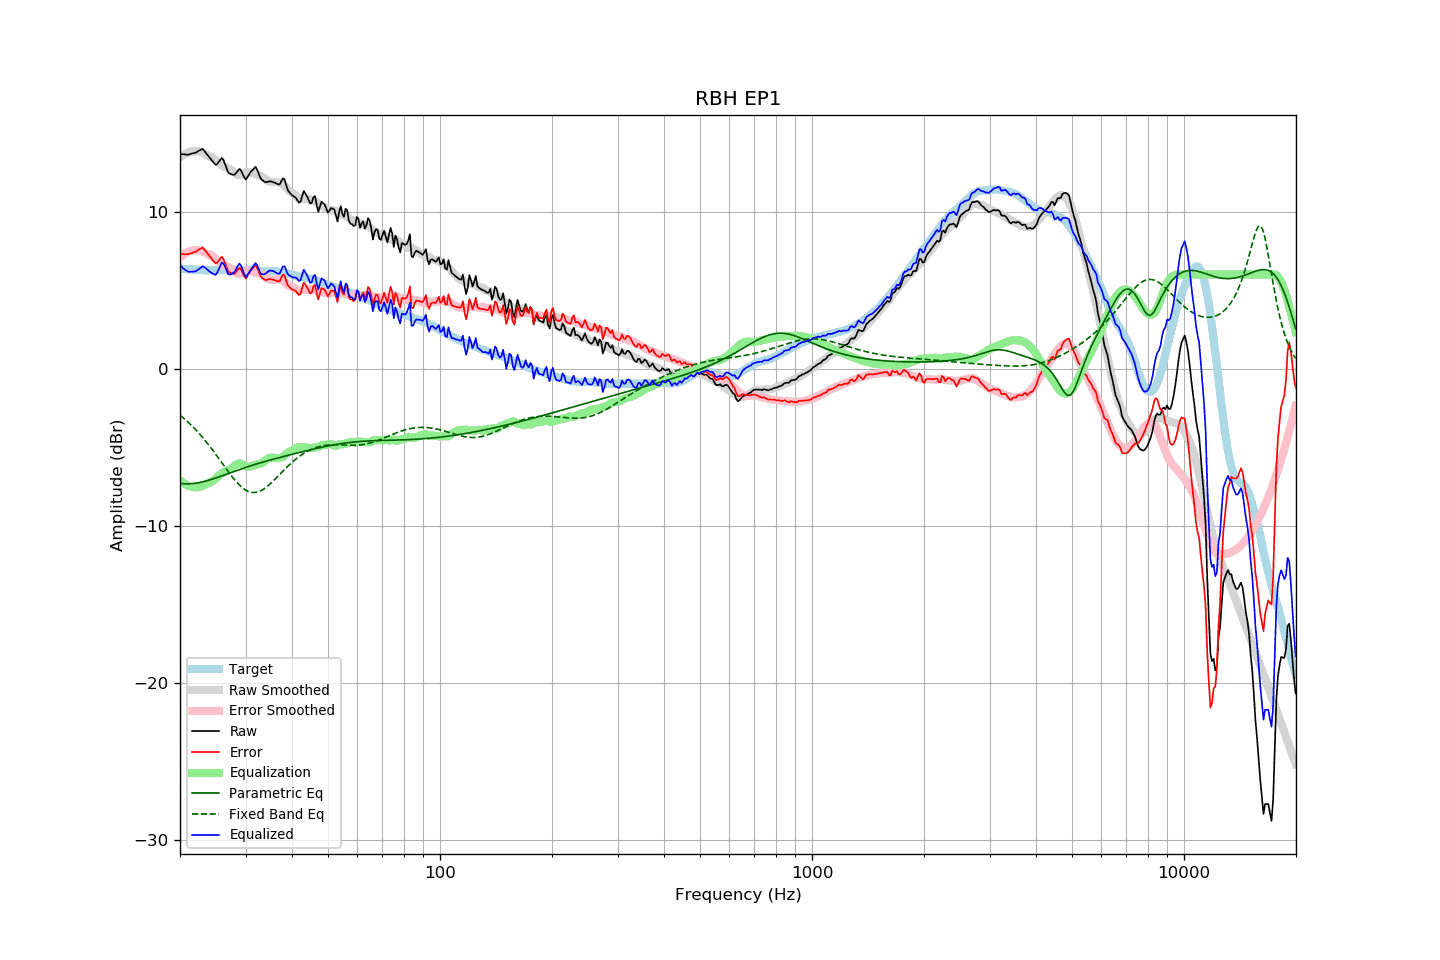 RBH EP1
Amplitude (dBr)
10
0
−10
−20
−30
Target
Raw Smoothed
Error Smoothed
Raw
Error
Equalization
Parametric Eq
Fixed Band Eq
Equalized
100
1000
10000
Frequency (Hz)